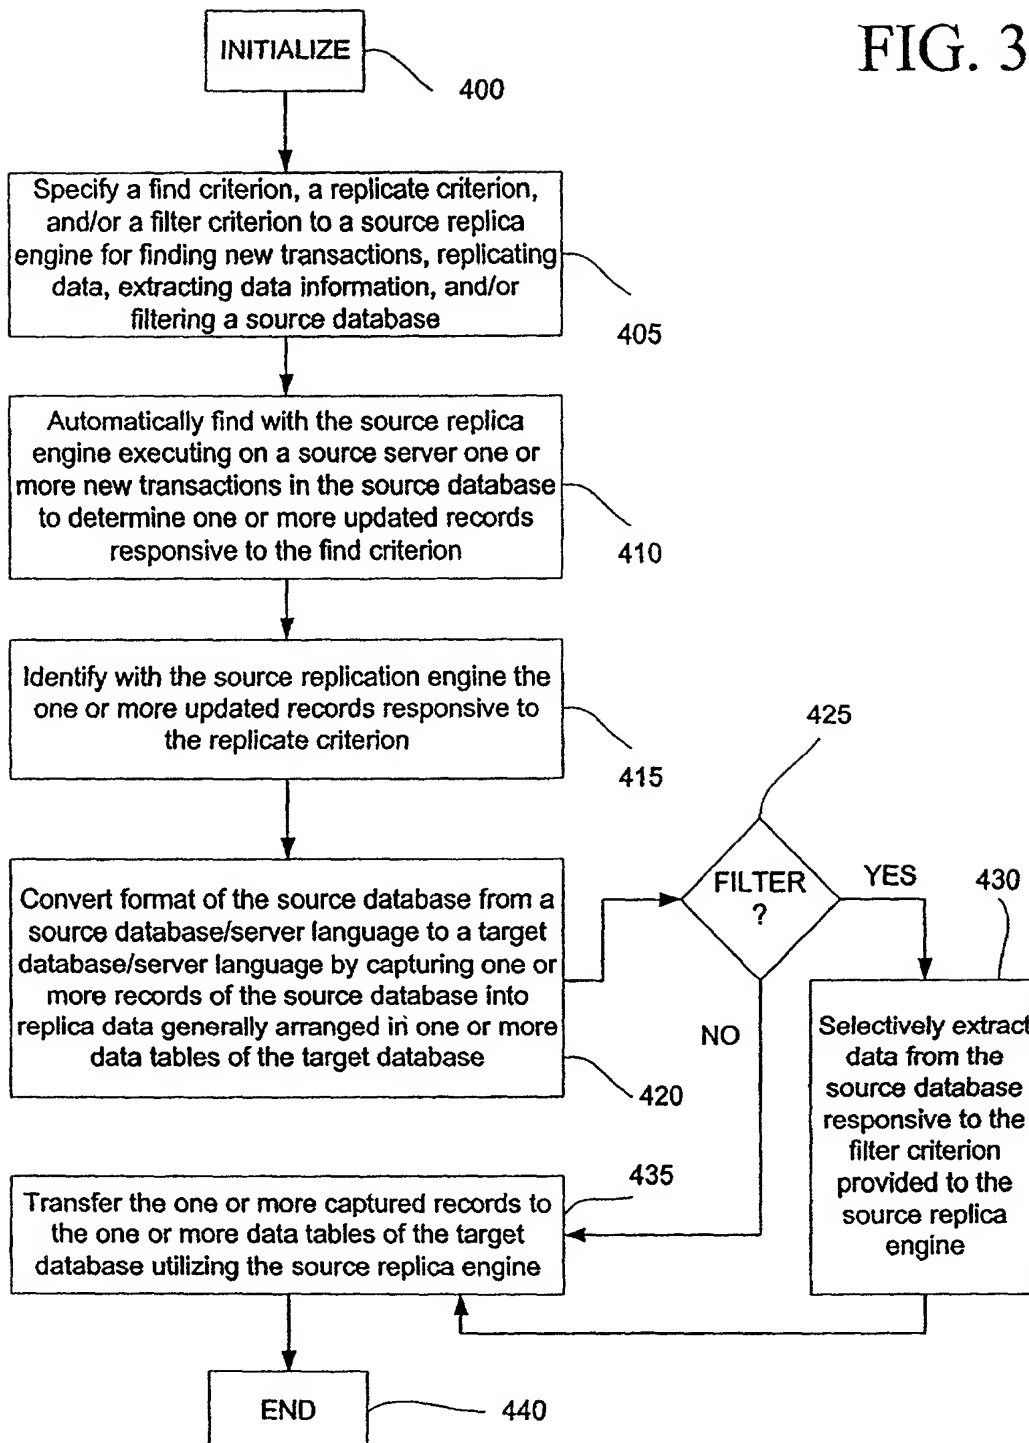 FIG. 3
INITIALIZE
400
Specify a find criterion, a replicate criterion,
and/or a filter criterion to a source replica
engine for finding new transactions, replicating
data, extracting data information, and/or
filtering a source database
405
Automatically find with the source replica
engine executing on a source server one or
more new transactions in the source database
to determine one or more updated records
responsive to the find criterion
410
Identify with the source replication engine the
one or more updated records responsive to
the replicate criterion
415
Convert format of the source database from a
source database/server language to a target
database/server language by capturing one or
more records of the source database into
replica data generally arranged in one or more
data tables of the target database
420
425
FILTER
?
YES
NO
430
Selectively extract
data from the
source database
responsive to the
filter criterion
provided to the
source replica
engine
435
Transfer the one or more captured records to
the one or more data tables of the target
database utilizing the source replica engine
END
440